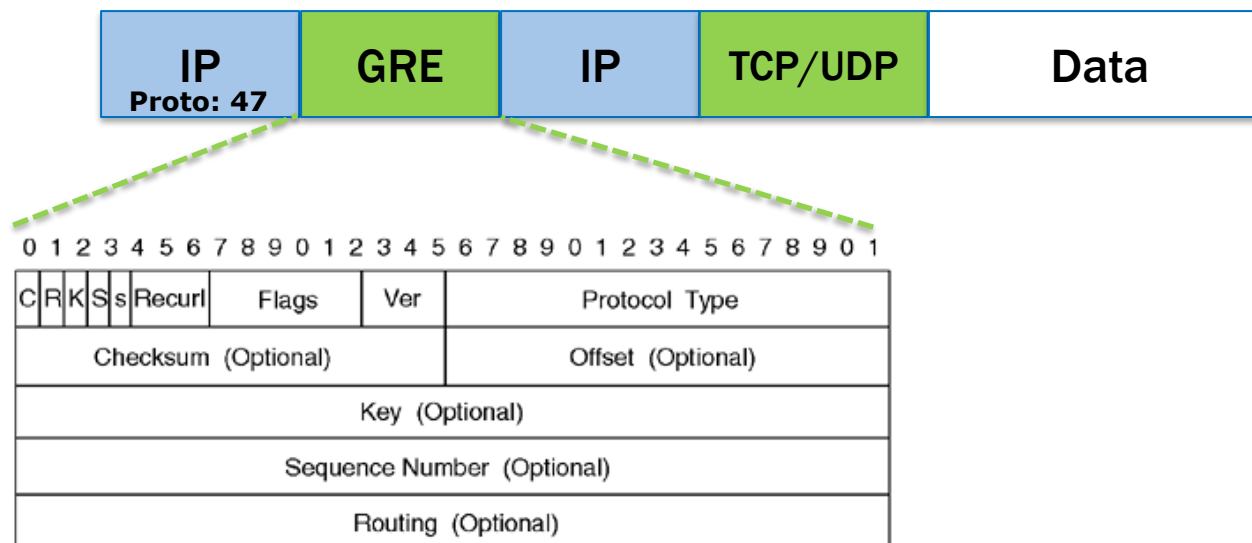 IP GRE IP TCP/UDP Data
Proto: 47
0 1 2 3 4 5 6 7 8 9 0 1 2 3 4 5 6 7 8 9 0 1 2 3 4 5 6 7 8 9 0 1
C R K S s Recurl Flags Ver Protocol Type
Checksum (Optional) Offset (Optional)
Key (Optional)
Sequence Number (Optional)
Routing (Optional)